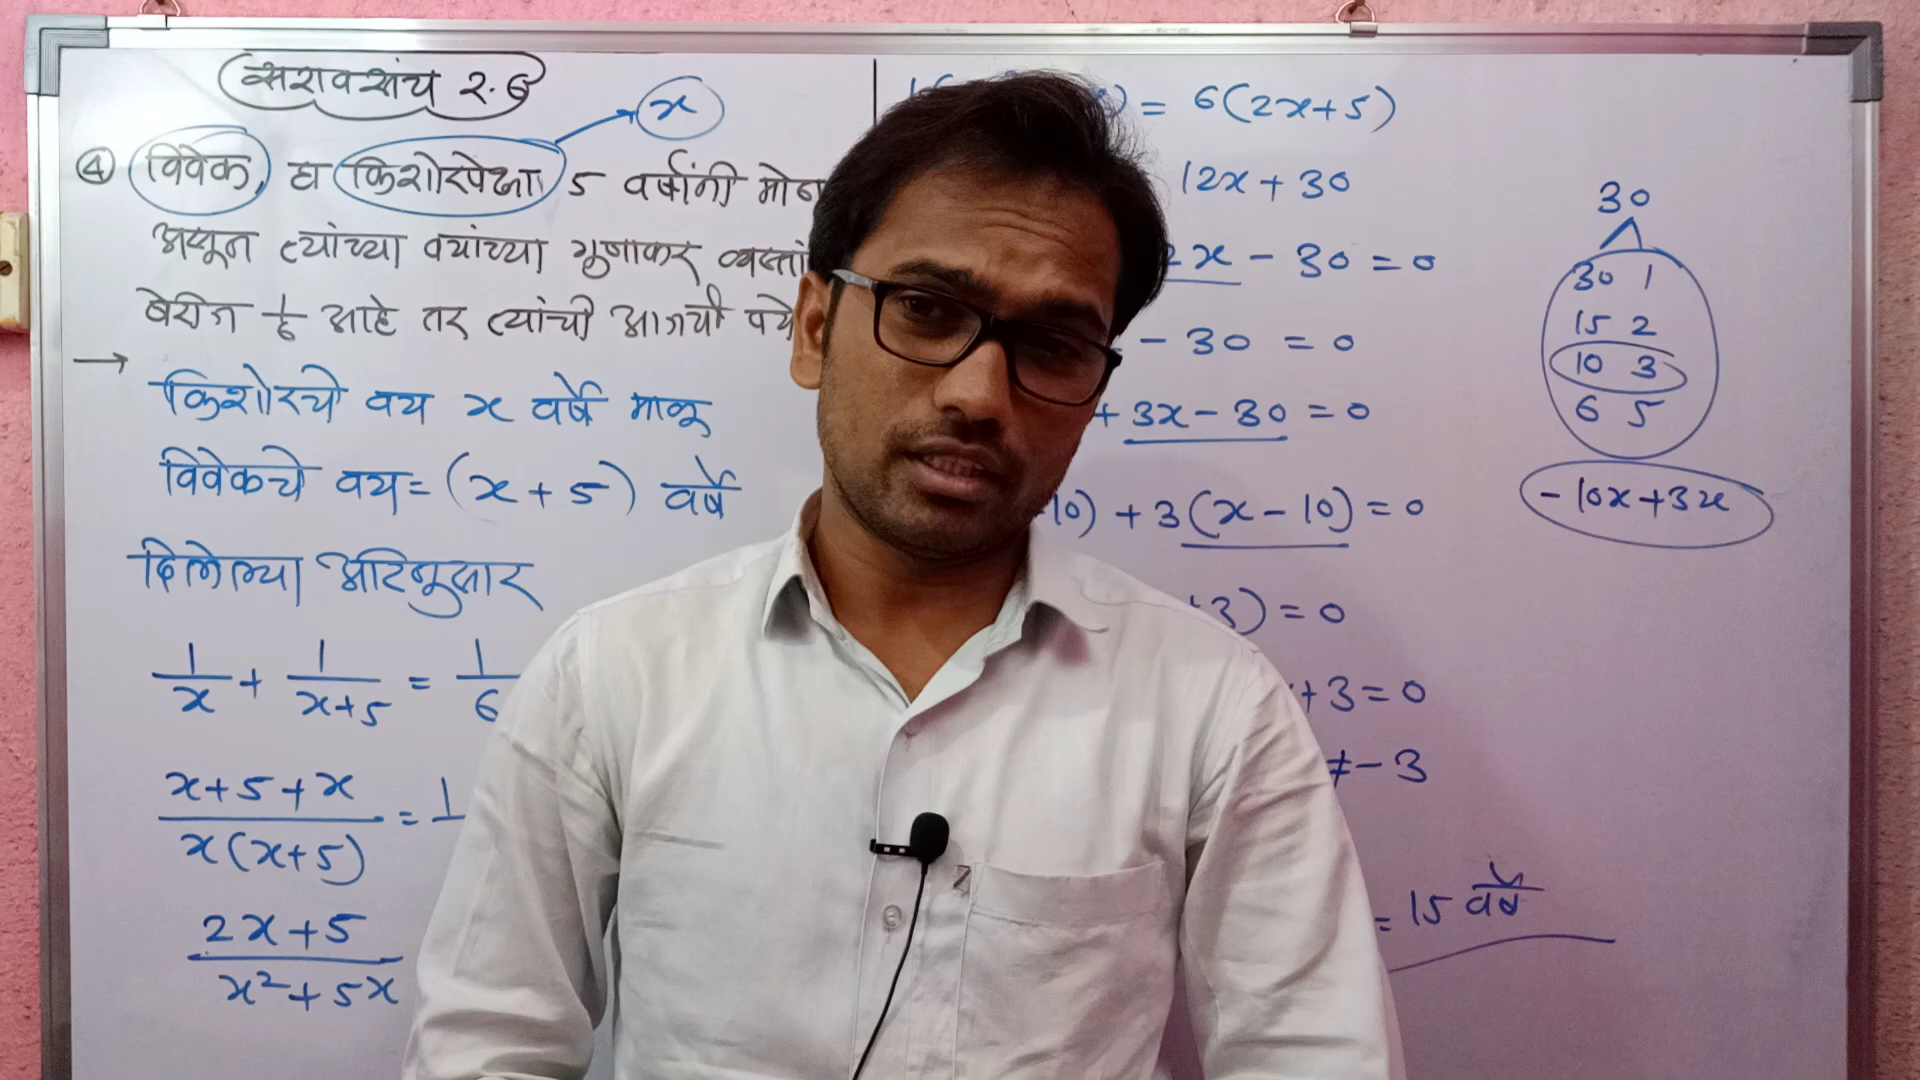 सरावसंच २.६
x
④ विवेक, हा किशोरपेक्षा 5 वर्षांनी मोठा
असून त्यांच्या वयांच्या गुणाकर व्यस्तां
बेरीज 1/6 आहे तर त्यांची आजची वये
→
किशोरचे वय x वर्षे मानू
विवेकचे वय = (x + 5) वर्षे
दिलेल्या अटिनुसार
1/x + 1/(x+5) = 1/6
(x+5+x)/(x(x+5)) = 1
(2x+5)/(x²+5x)
) = 6(2x+5)
12x + 30
2x - 30 = 0
- 30 = 0
+ 3x - 30 = 0
10) + 3(x - 10) = 0
+3) = 0
+3 = 0
≠ -3
= 15 वर्षे
30
30 1
15 2
10 3
6 5
-10x+3x